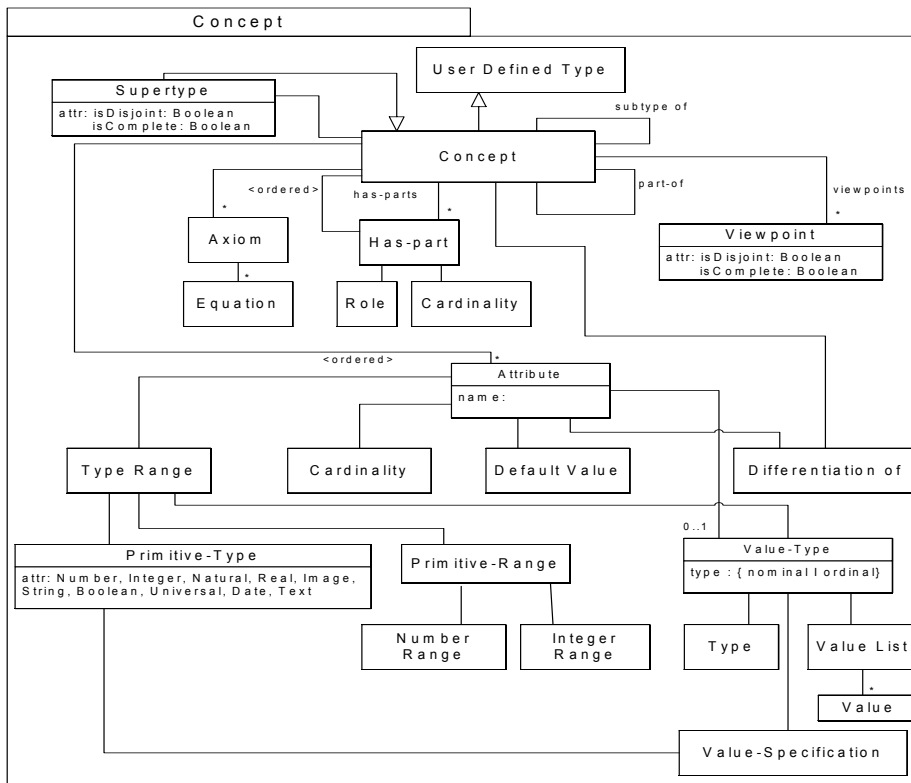 Concept
User Defined Type
Supertype
attr: isDisjoint: Boolean
isComplete: Boolean
subtype of
Concept
<ordered>
has-parts
part-of
viewpoints
*
*
*
Axiom
Has-part
Viewpoint
attr: isDisjoint: Boolean
isComplete: Boolean
*
Equation
Role
Cardinality
<ordered>
*
Attribute
name:
Type Range
Cardinality
Default Value
Differentiation of
0..1
Primitive-Type
attr: Number, Integer, Natural, Real, Image,
String, Boolean, Universal, Date, Text
Primitive-Range
Value-Type
type : { nominal I ordinal}
Number
Range
Integer
Range
Type
Value List
*
Value
Value-Specification